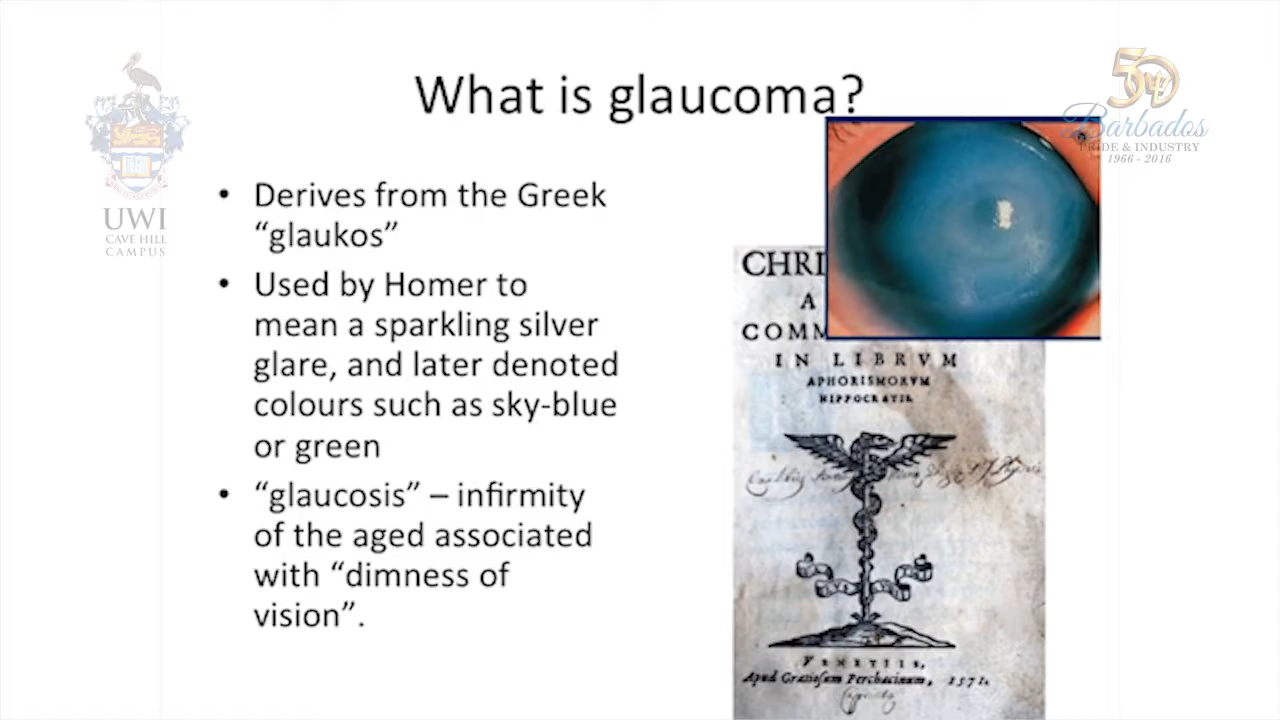 What is glaucoma?
UWI
CAVE HILL
CAMPUS
50
Barbados
PRIDE & INDUSTRY
1966 - 2016
• Derives from the Greek
“glaukos”
• Used by Homer to
mean a sparkling silver
glare, and later denoted
colours such as sky-blue
or green
• “glaucosis” – infirmity
of the aged associated
with “dimness of
vision”.
CHRI
A
COMM
IN LIBRVM
APHORISMORVM
HIPPOCRATIS
VENETIIS,
Apud Gratiosum Perchacinum, 1571.